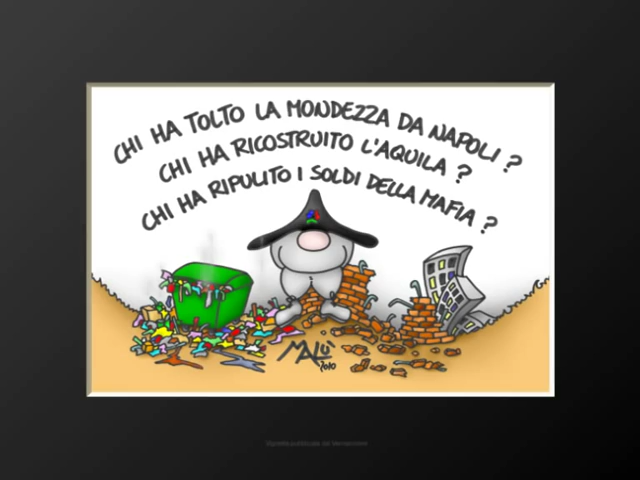 CHI HA TOLTO LA MONDEZZA DA NAPOLI ?
CHI HA RICOSTRUITO L'AQUILA ?
CHI HA RIPULITO I SOLDI DELLA MAFIA ?
MALÙ
2010